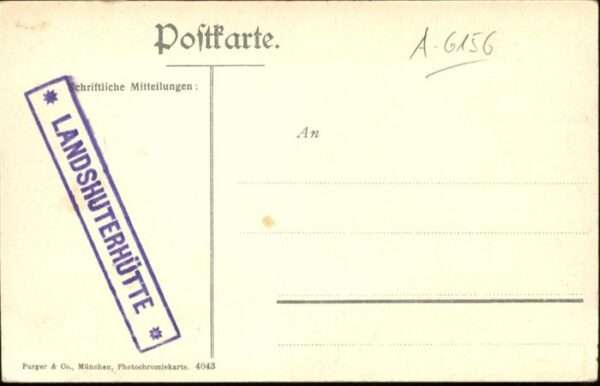 Postkarte.
A-6156
Schriftliche Mitteilungen:
* LANDSHUTERHÜTTE *
An
Purger & Co., München, Photochromiekarte. 4043